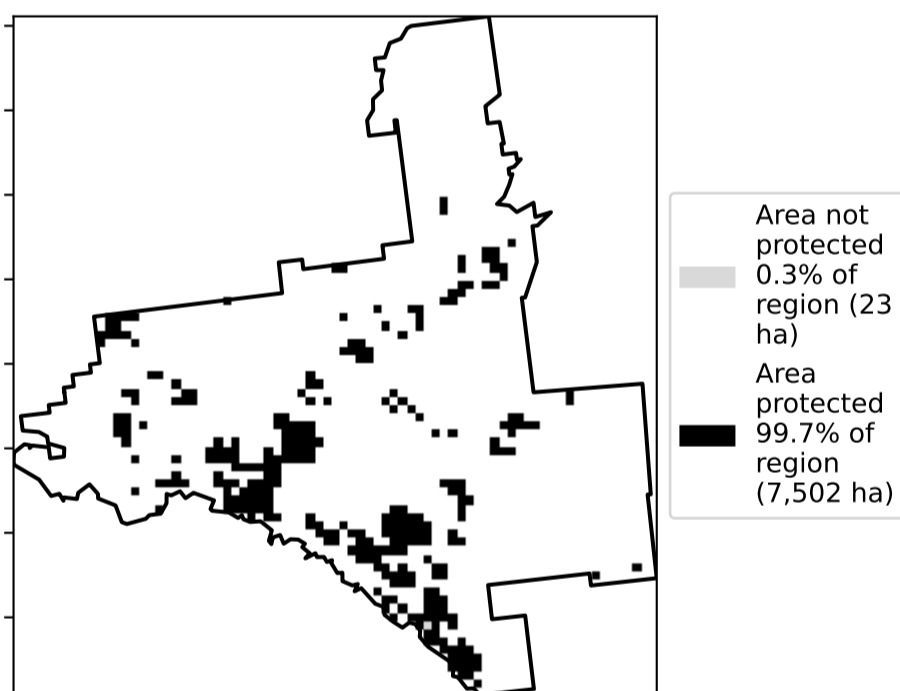 Area not
protected
0.3% of
region (23
ha)
Area
protected
99.7% of
region
(7,502 ha)